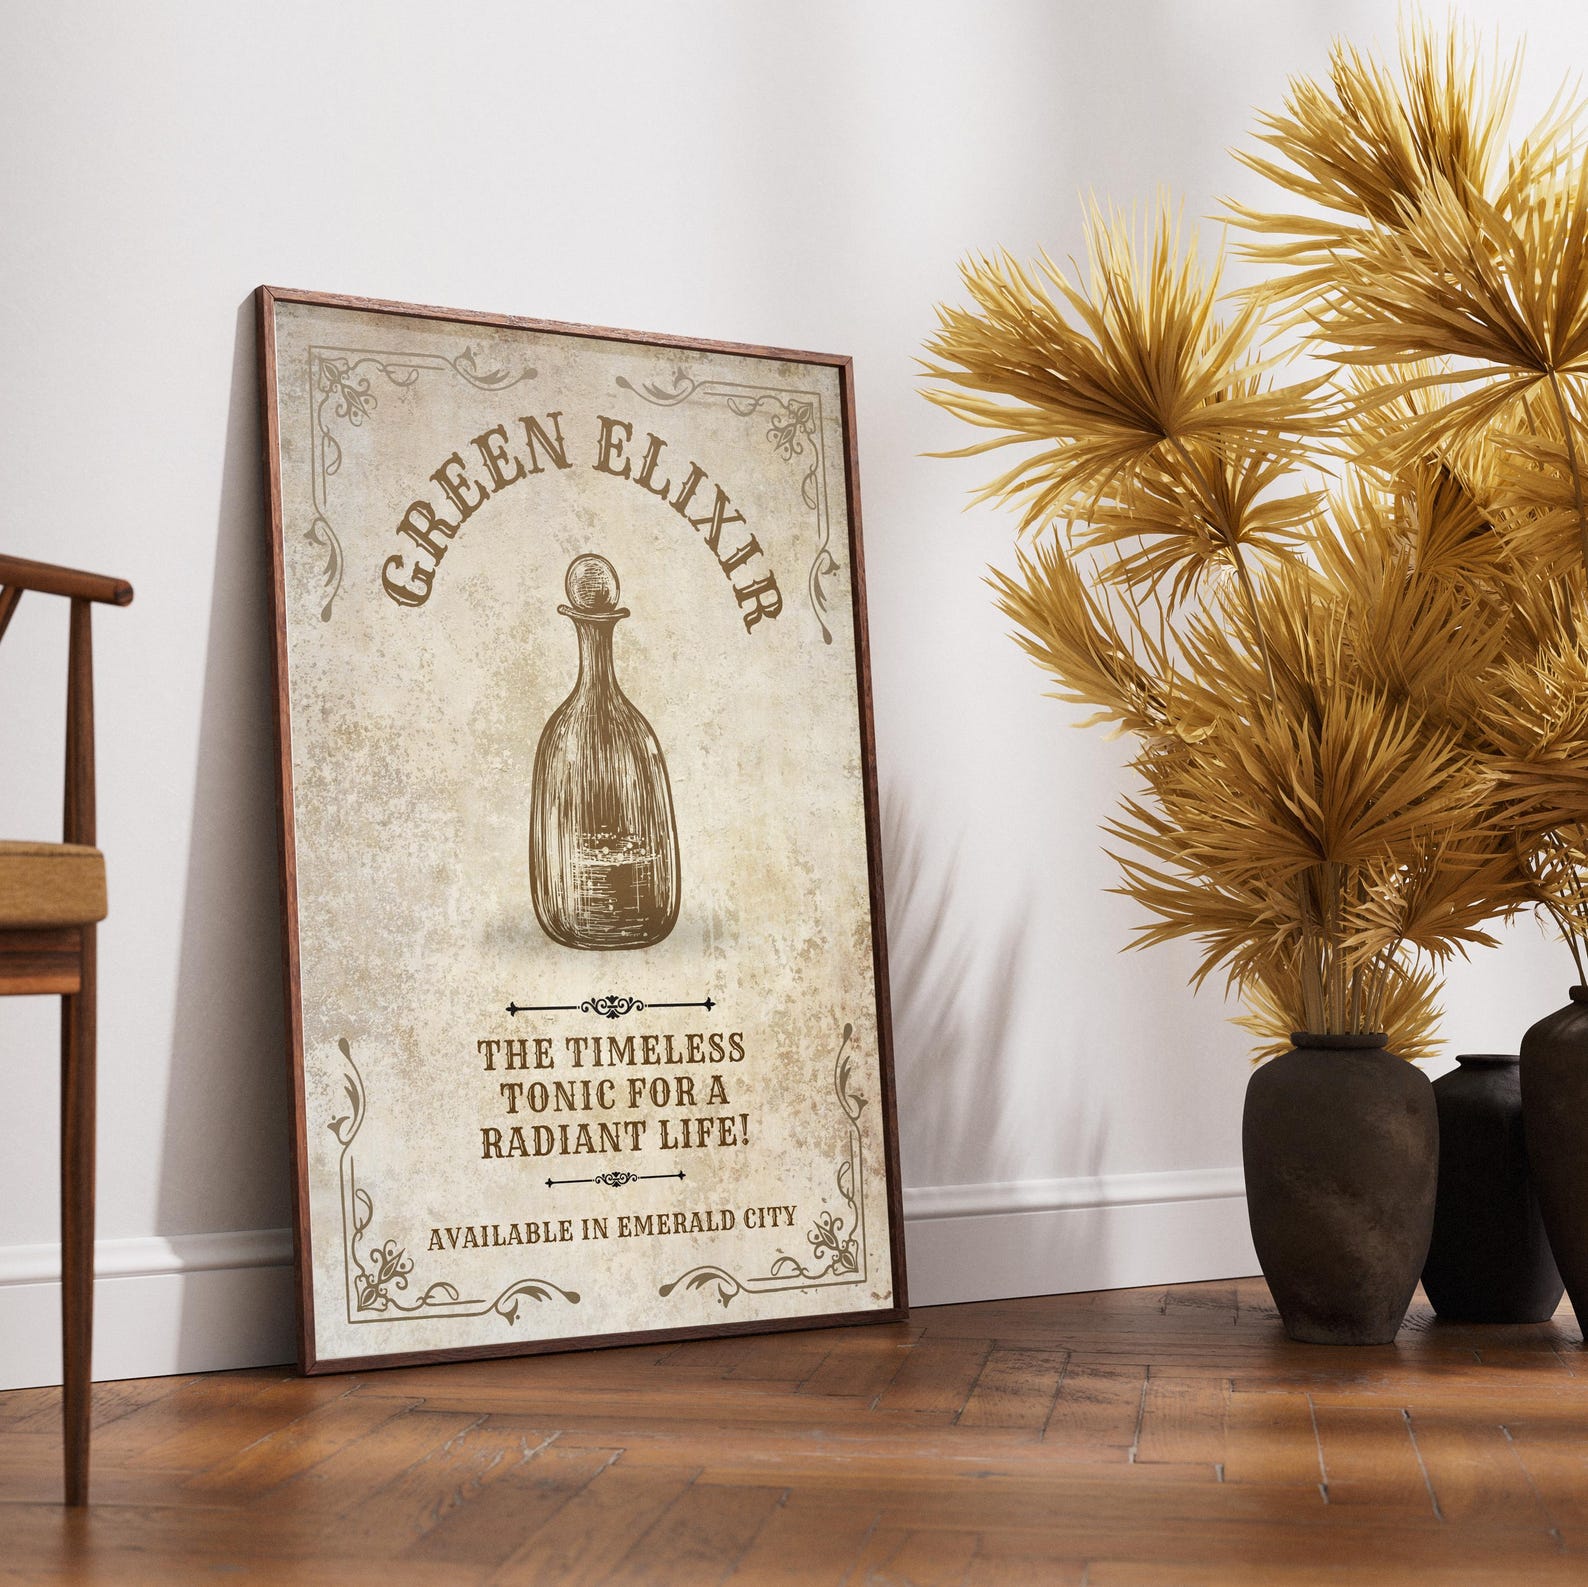 GREEN ELIXIR
THE TIMELESS
TONIC FOR A
RADIANT LIFE!
AVAILABLE IN EMERALD CITY